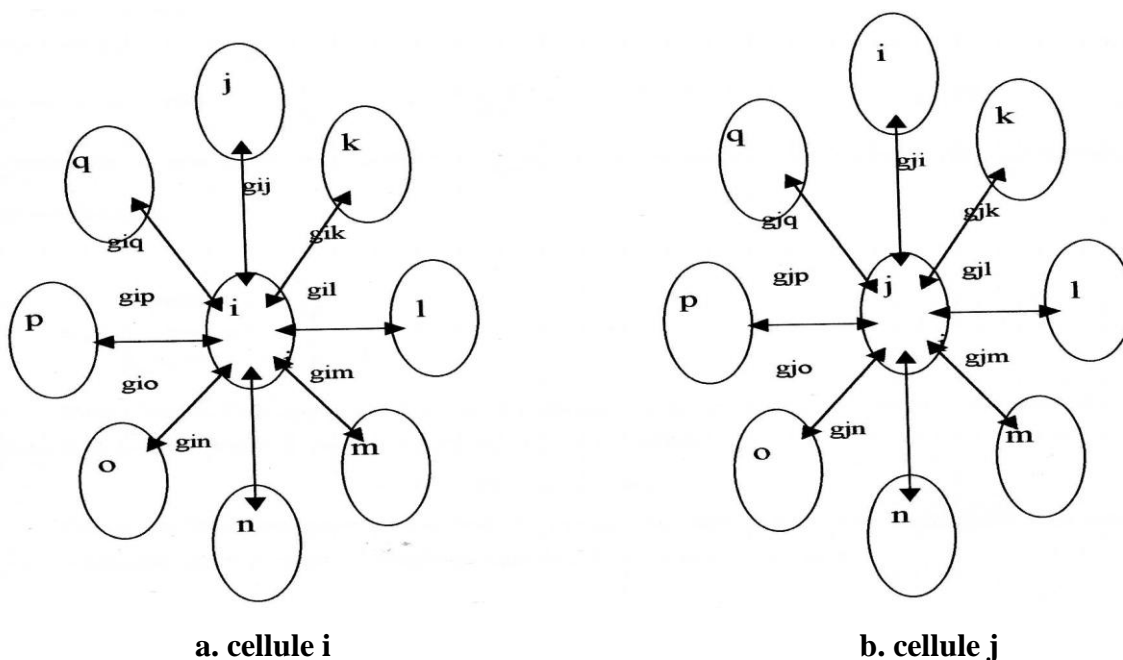 j
k
q
gij
gik
giq
gip
gil
i
p
l
gio
gim
gin
o
m
n
a. cellule i
i
k
q
gji
gjk
gjq
gjp
gjl
j
p
l
gjo
gjm
gjn
o
m
n
b. cellule j